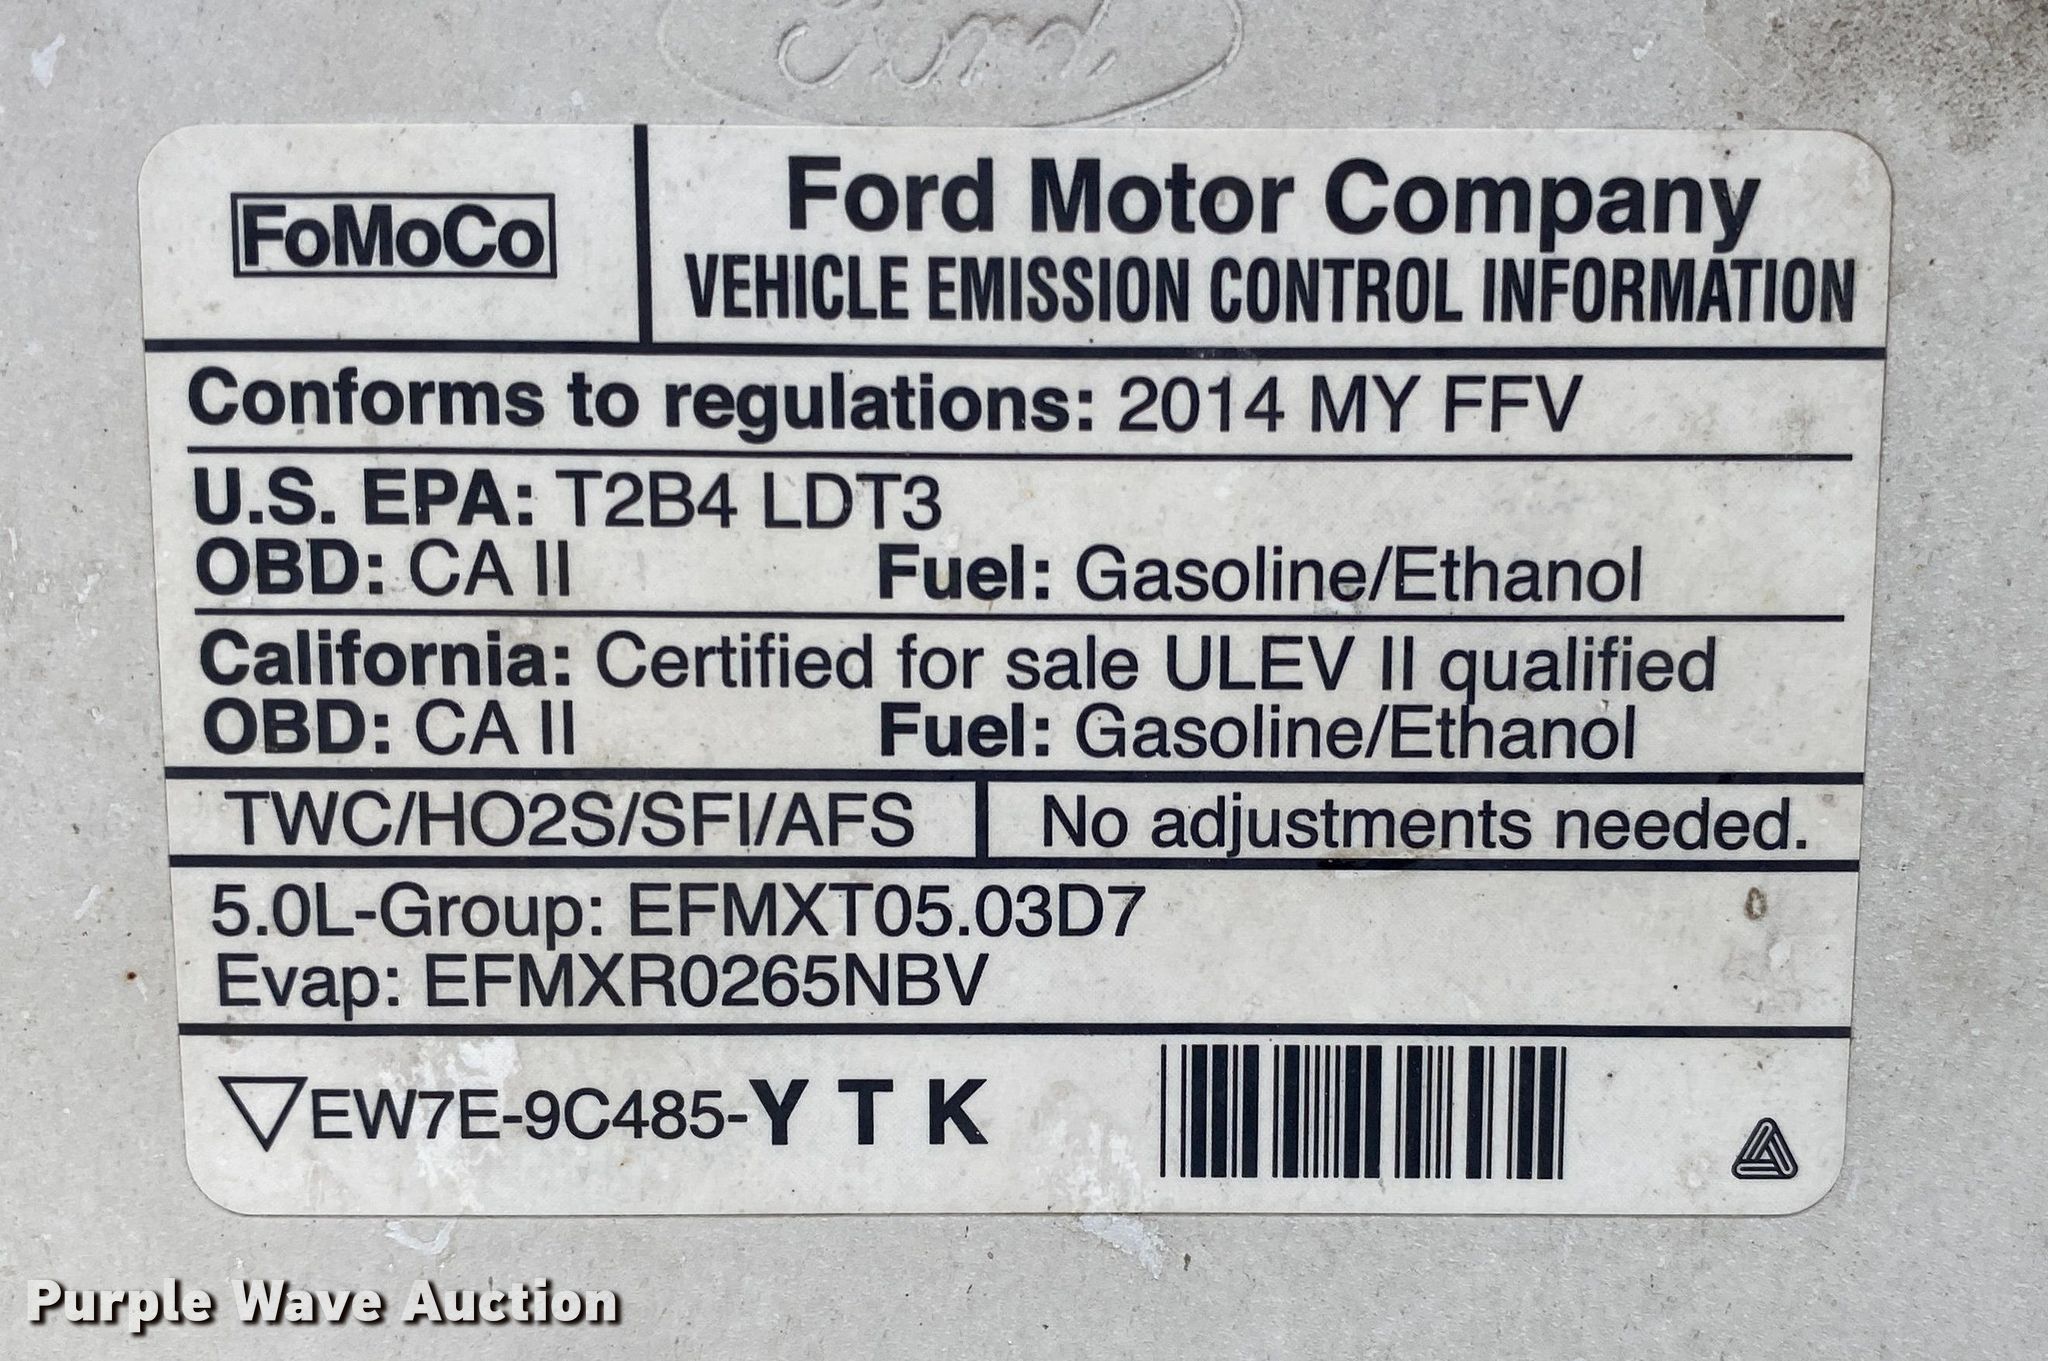 Ford
FoMoCo
Ford Motor Company
VEHICLE EMISSION CONTROL INFORMATION
Conforms to regulations: 2014 MY FFV
U.S. EPA: T2B4 LDT3
OBD: CA II Fuel: Gasoline/Ethanol
California: Certified for sale ULEV II qualified
OBD: CA II Fuel: Gasoline/Ethanol
TWC/HO2S/SFI/AFS No adjustments needed.
5.0L-Group: EFMXT05.03D7
Evap: EFMXR0265NBV
EW7E-9C485-Y T K
Purple Wave Auction